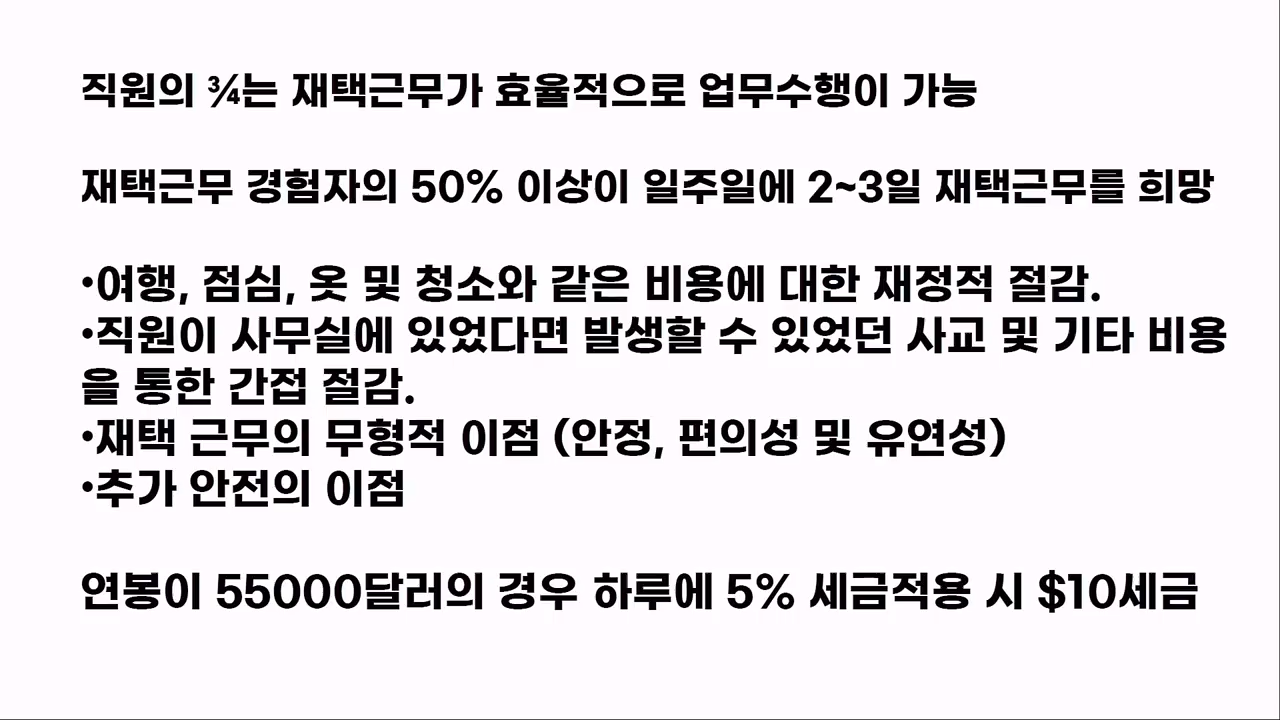 직원의 ¾는 재택근무가 효율적으로 업무수행이 가능
재택근무 경험자의 50% 이상이 일주일에 2~3일 재택근무를 희망
•여행, 점심, 옷 및 청소와 같은 비용에 대한 재정적 절감.
•직원이 사무실에 있었다면 발생할 수 있었던 사교 및 기타 비용
을 통한 간접 절감.
•재택 근무의 무형적 이점 (안정, 편의성 및 유연성)
•추가 안전의 이점
연봉이 55000달러의 경우 하루에 5% 세금적용 시 $10세금